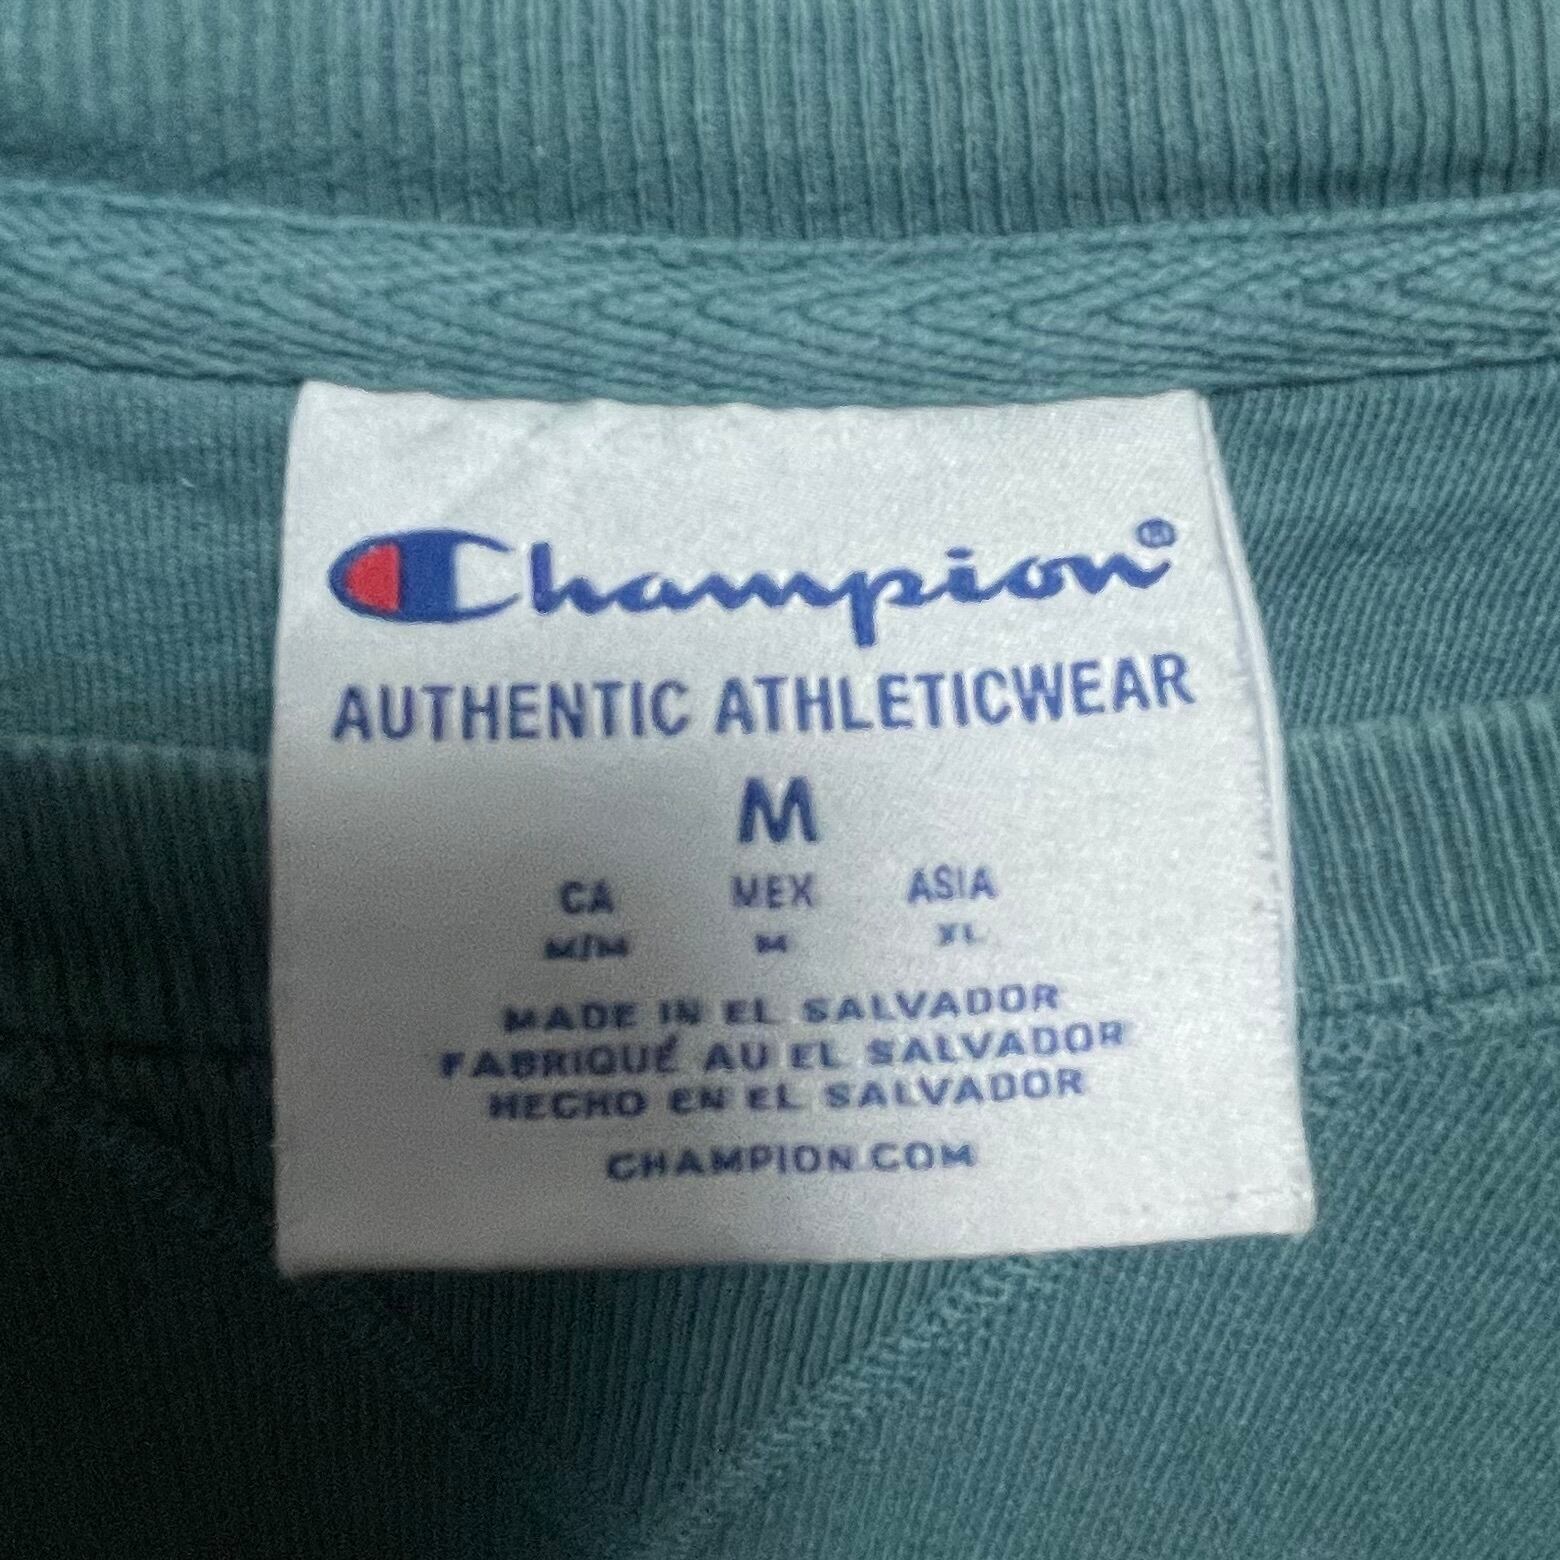 Champion®
AUTHENTIC ATHLETICWEAR
M
CA MEX ASIA
M/M M XL
MADE IN EL SALVADOR
FABRIQUÉ AU EL SALVADOR
HECHO EN EL SALVADOR
CHAMPION.COM